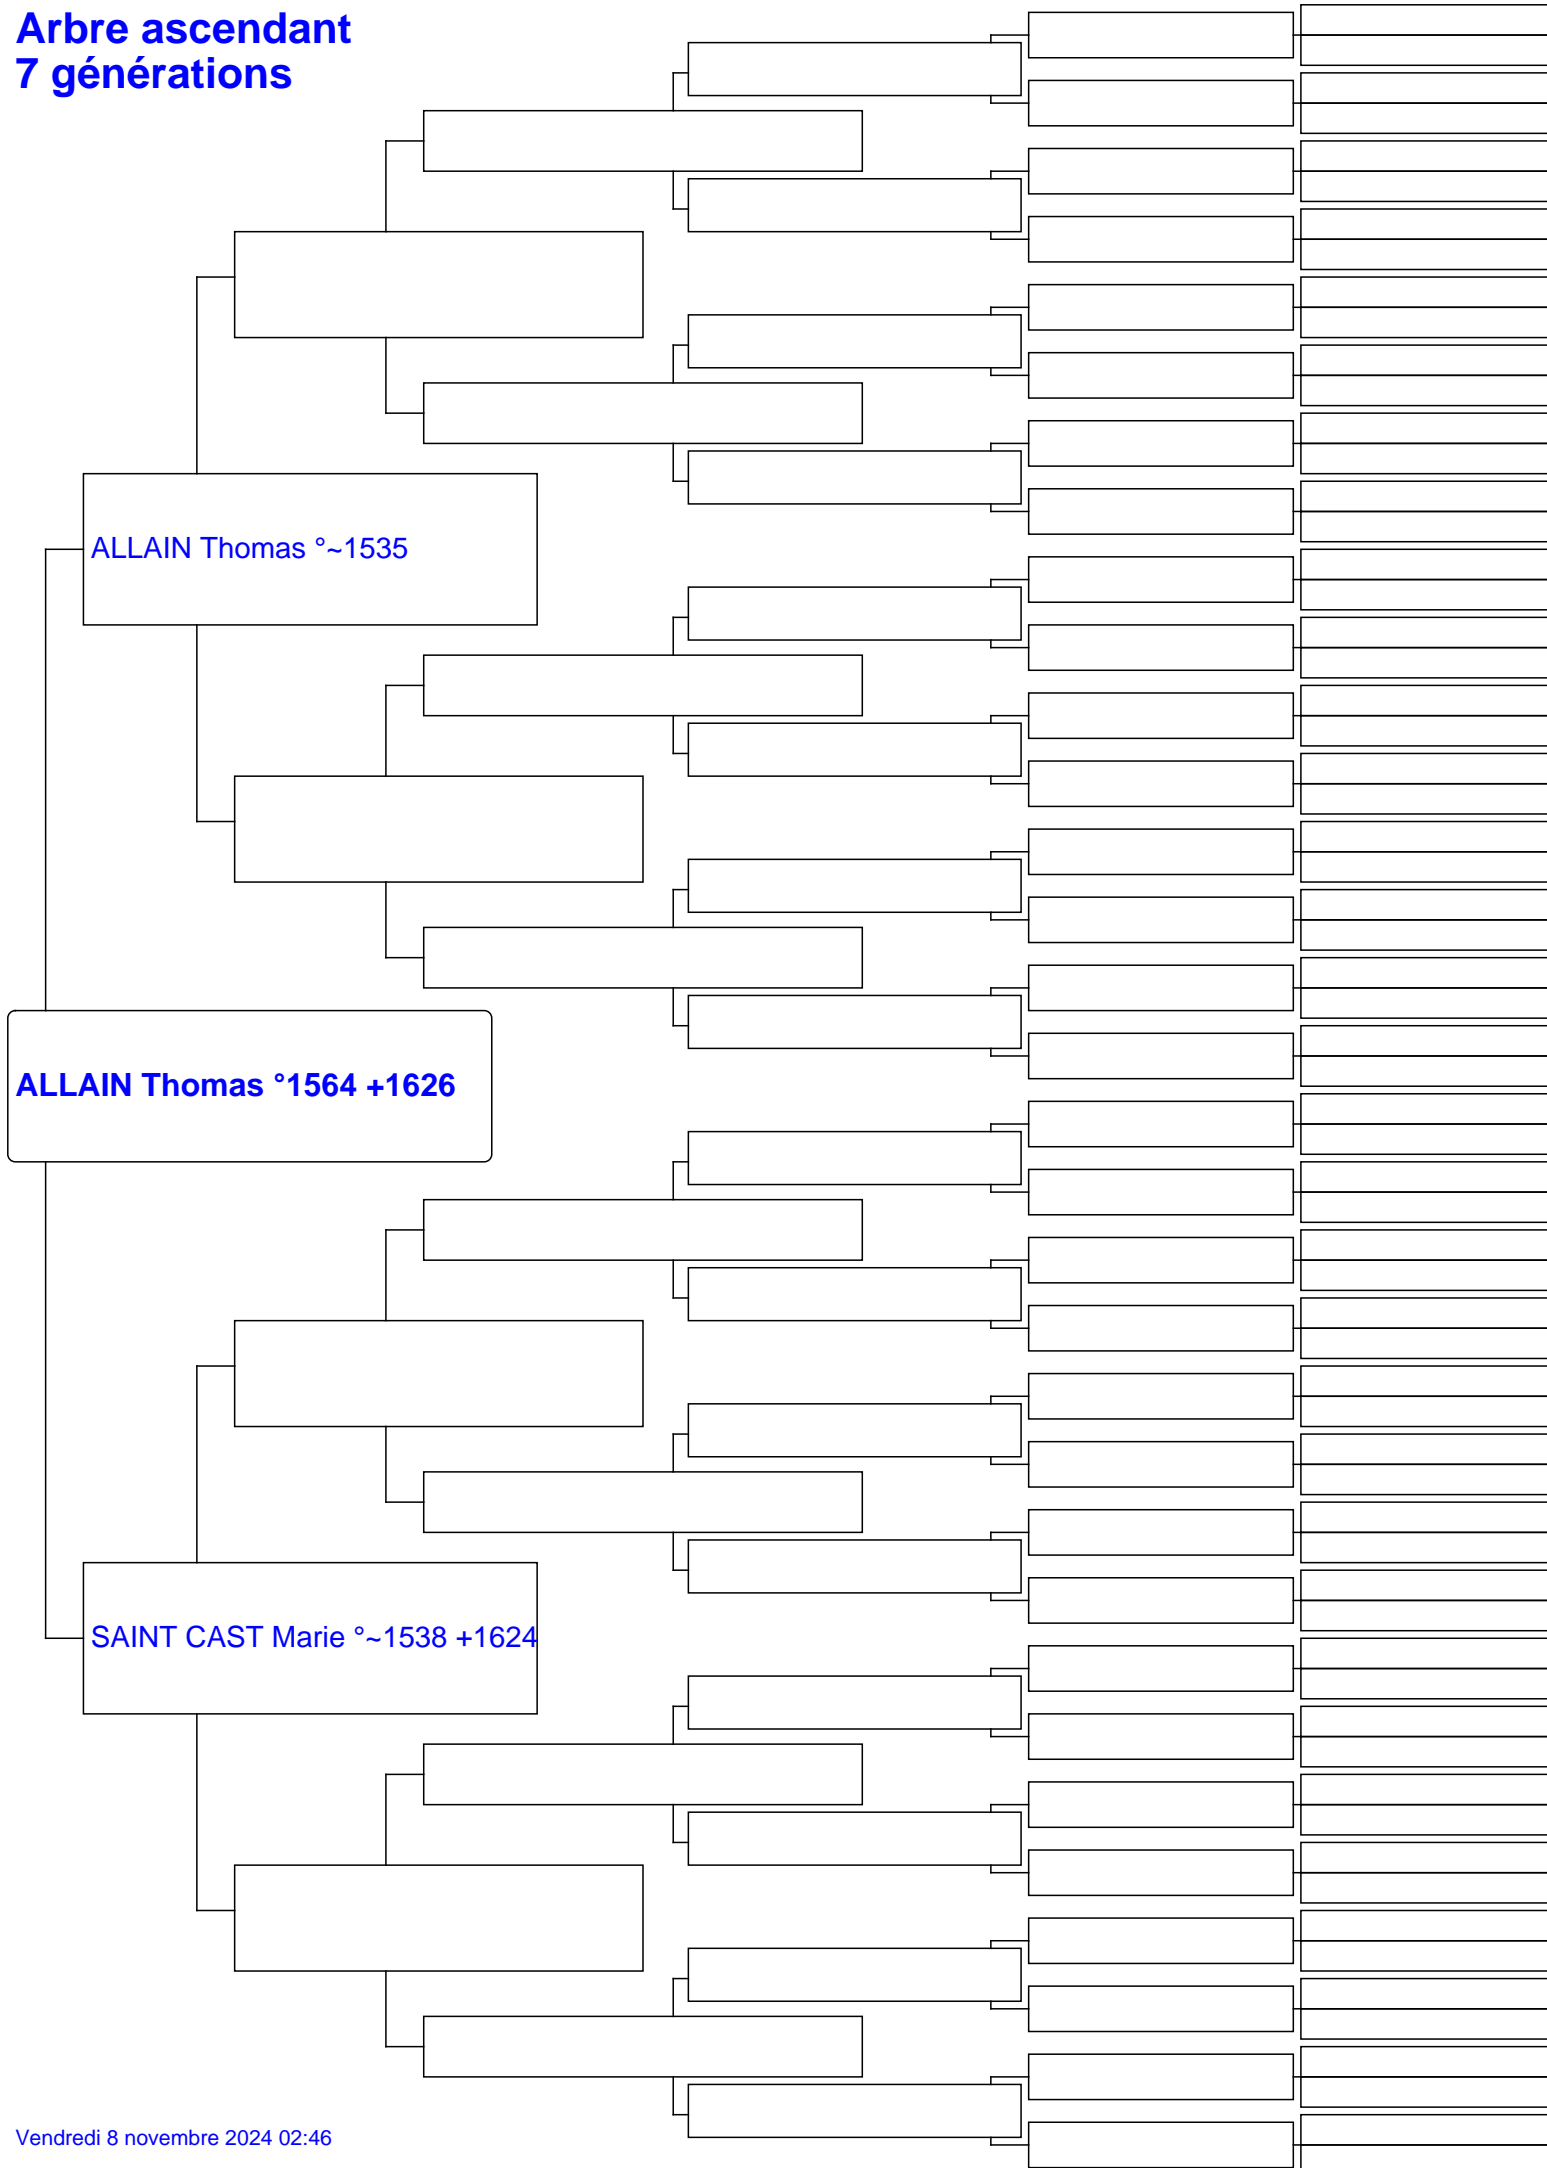 Arbre ascendant
7 générations
ALLAIN Thomas °~1535
ALLAIN Thomas °1564 +1626
SAINT CAST Marie °~1538 +1624
Vendredi 8 novembre 2024 02:46